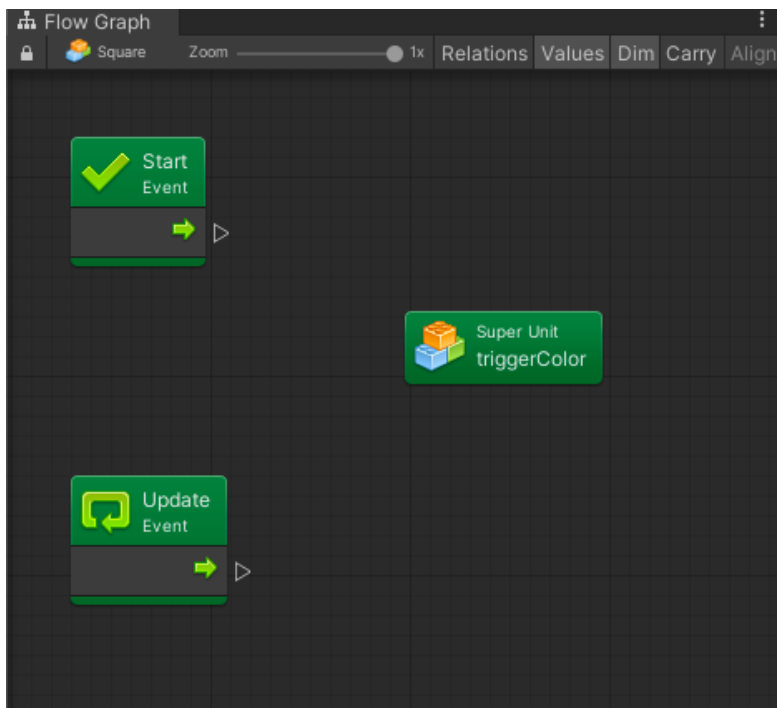 Flow Graph
Square Zoom 1x Relations Values Dim Carry Align
Start
Event
Super Unit
triggerColor
Update
Event